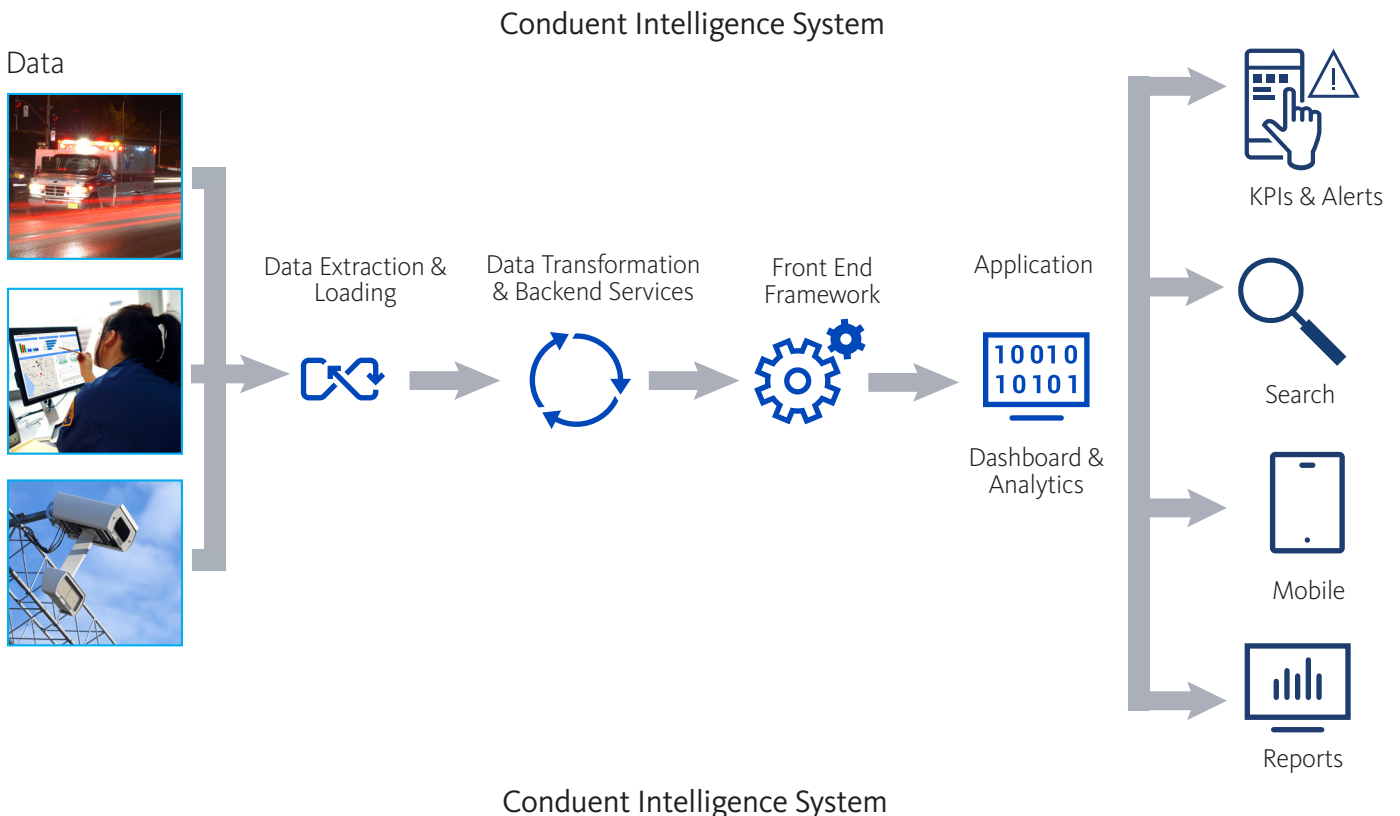 Conduent Intelligence System
Data
KPIs & Alerts
Data Extraction &
Loading
Data Transformation
& Backend Services
Front End
Framework
Application
10010
10101
Dashboard &
Analytics
Search
Mobile
Reports
Conduent Intelligence System